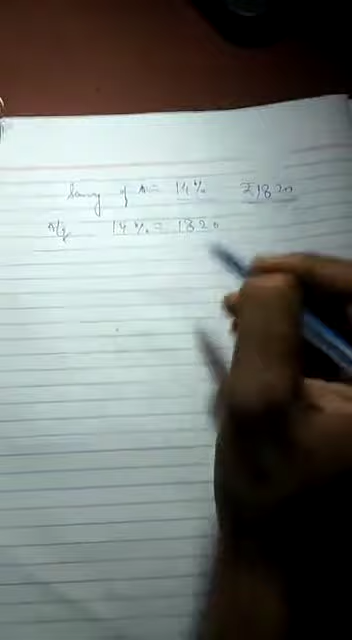 Saving of A = 14% ₹1820
A/q 14% = 1820